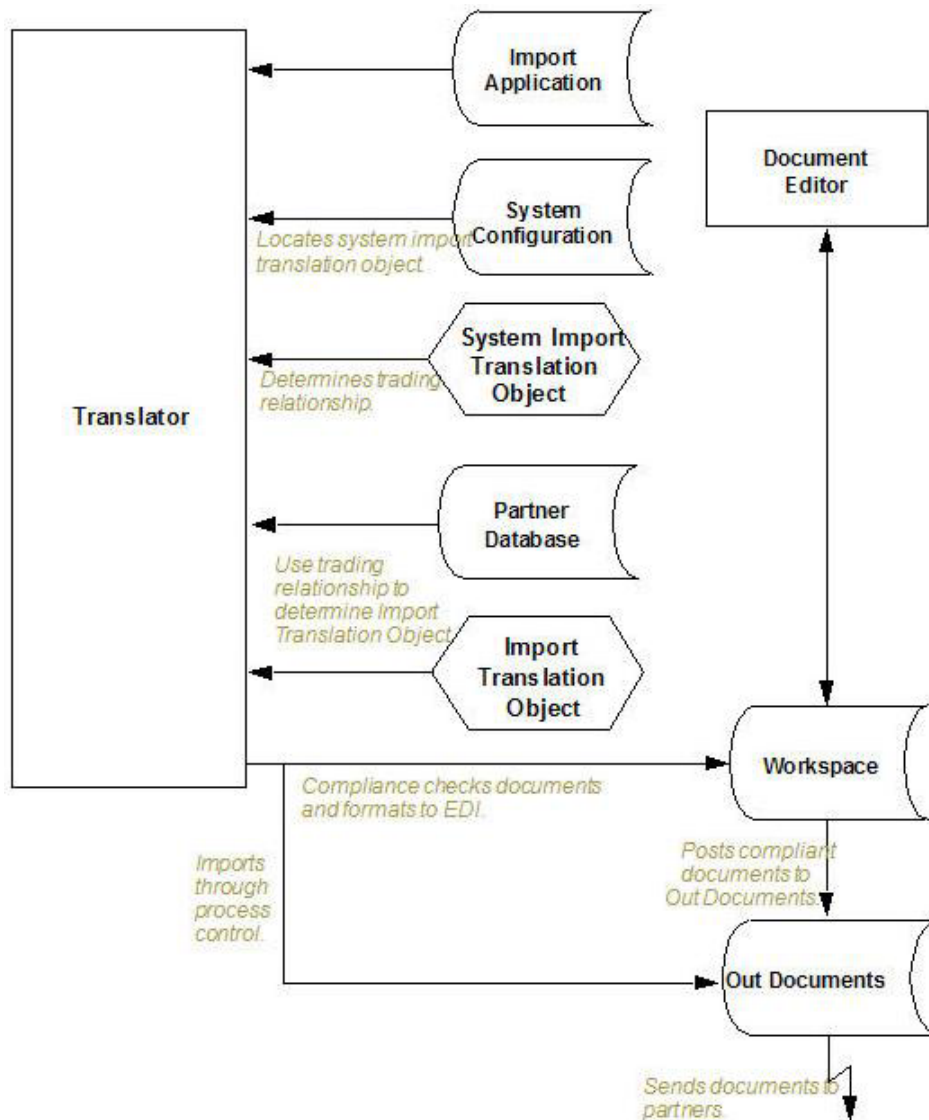 Import
Application
Document
Editor
System
Configuration
Locates system import
translation object.
System Import
Translation
Object
Determines trading
relationship.
Translator
Partner
Database
Use trading
relationship to
determine Import
Translation Object.
Import
Translation
Object
Workspace
Compliance checks documents
and formats to EDI.
Posts compliant
documents to
Out Documents.
Imports
through
process
control.
Out Documents
Sends documents to
partners.